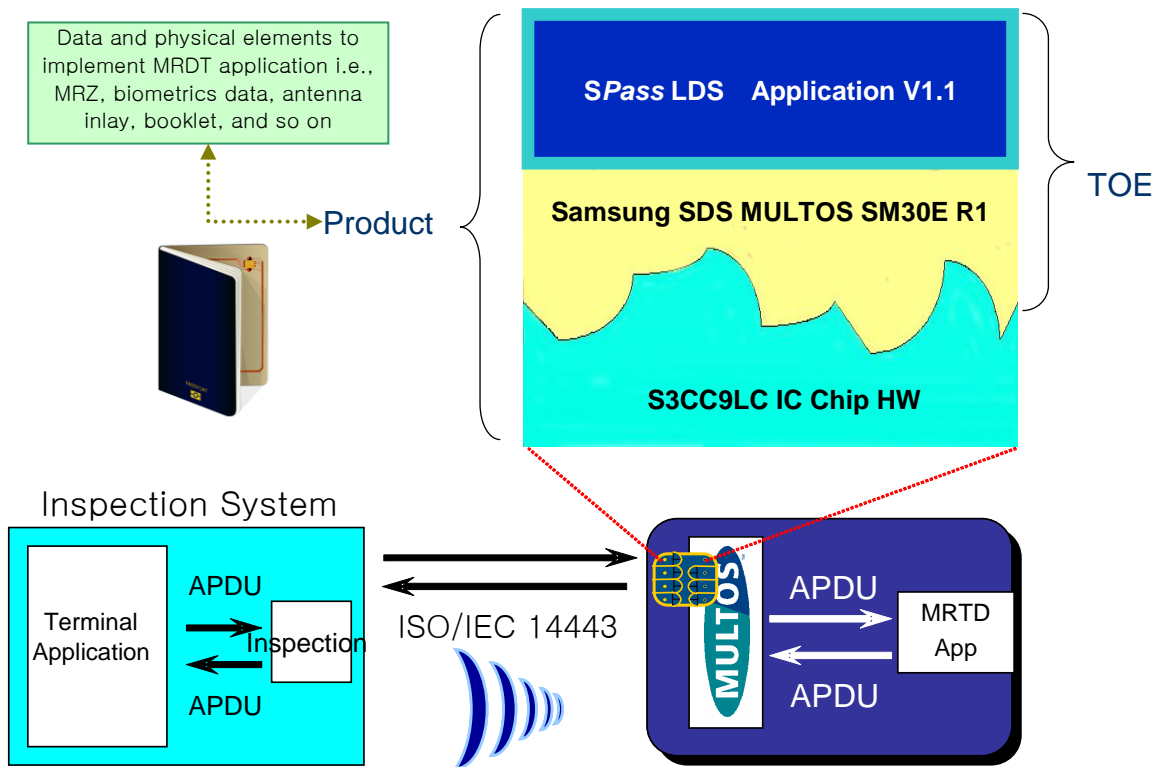 Data and physical elements to
implement MRDT application i.e.,
MRZ, biometrics data, antenna
inlay, booklet, and so on
SPass LDS Application V1.1
TOE
Product
Samsung SDS MULTOS SM30E R1
S3CC9LC IC Chip HW
PASSPORT
Inspection System
Terminal
Application
APDU
Inspection
APDU
ISO/IEC 14443
MULTOS
APDU
APDU
MRTD
App